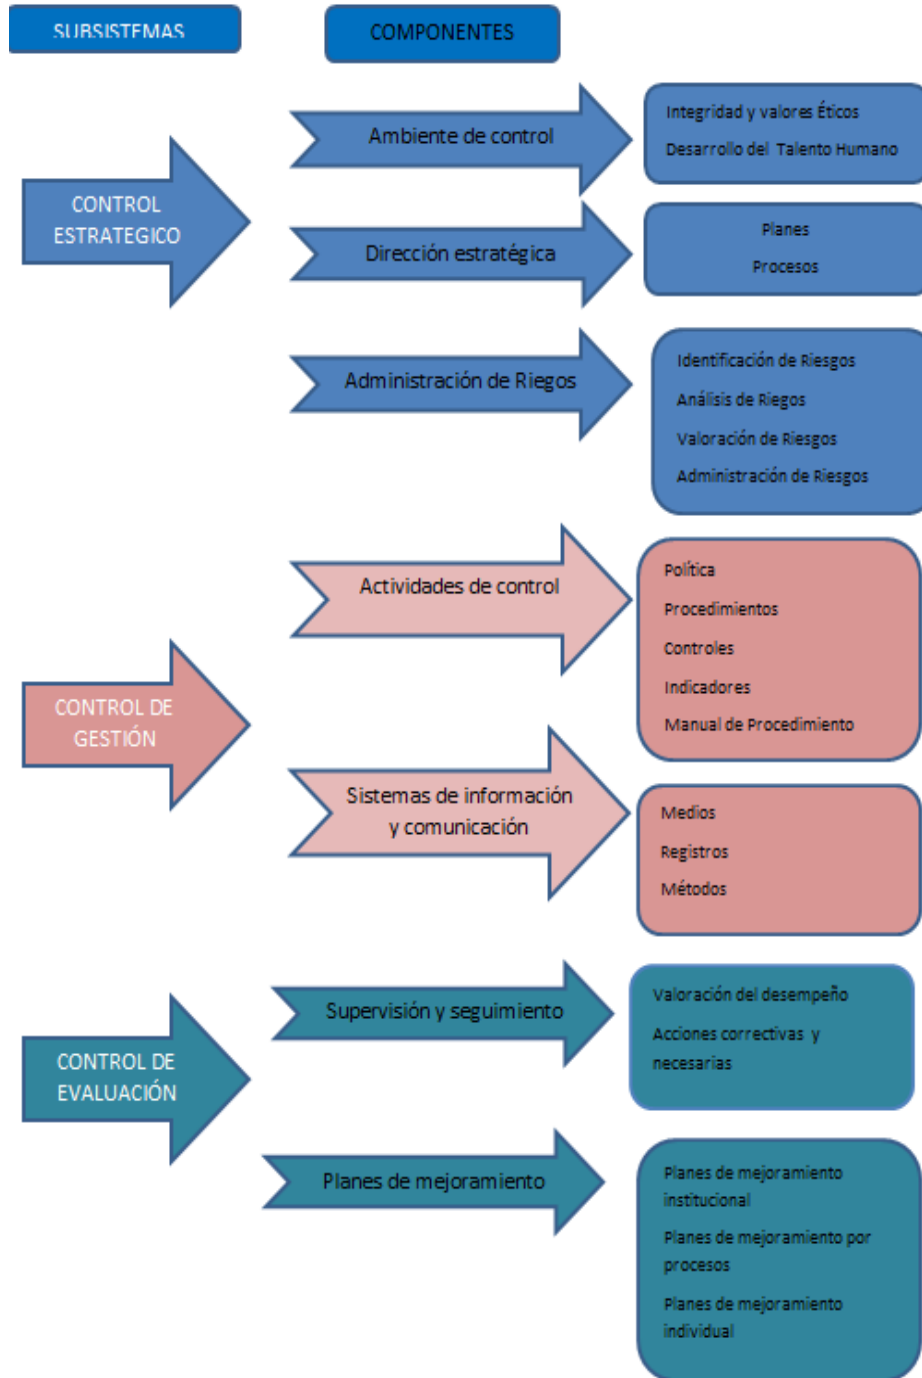 SUBSISTEMAS
COMPONENTES
CONTROL
ESTRATEGICO
Ambiente de control
Integridad y valores Éticos
Desarrollo del Talento Humano
Dirección estratégica
Planes
Procesos
Administración de Riegos
Identificación de Riesgos
Análisis de Riegos
Valoración de Riesgos
Administración de Riesgos
CONTROL DE
GESTIÓN
Actividades de control
Política
Procedimientos
Controles
Indicadores
Manual de Procedimiento
Sistemas de información
y comunicación
Medios
Registros
Métodos
CONTROL DE
EVALUACIÓN
Supervisión y seguimiento
Valoración del desempeño
Acciones correctivas y
necesarias
Planes de mejoramiento
Planes de mejoramiento
institucional
Planes de mejoramiento por
procesos
Planes de mejoramiento
individual